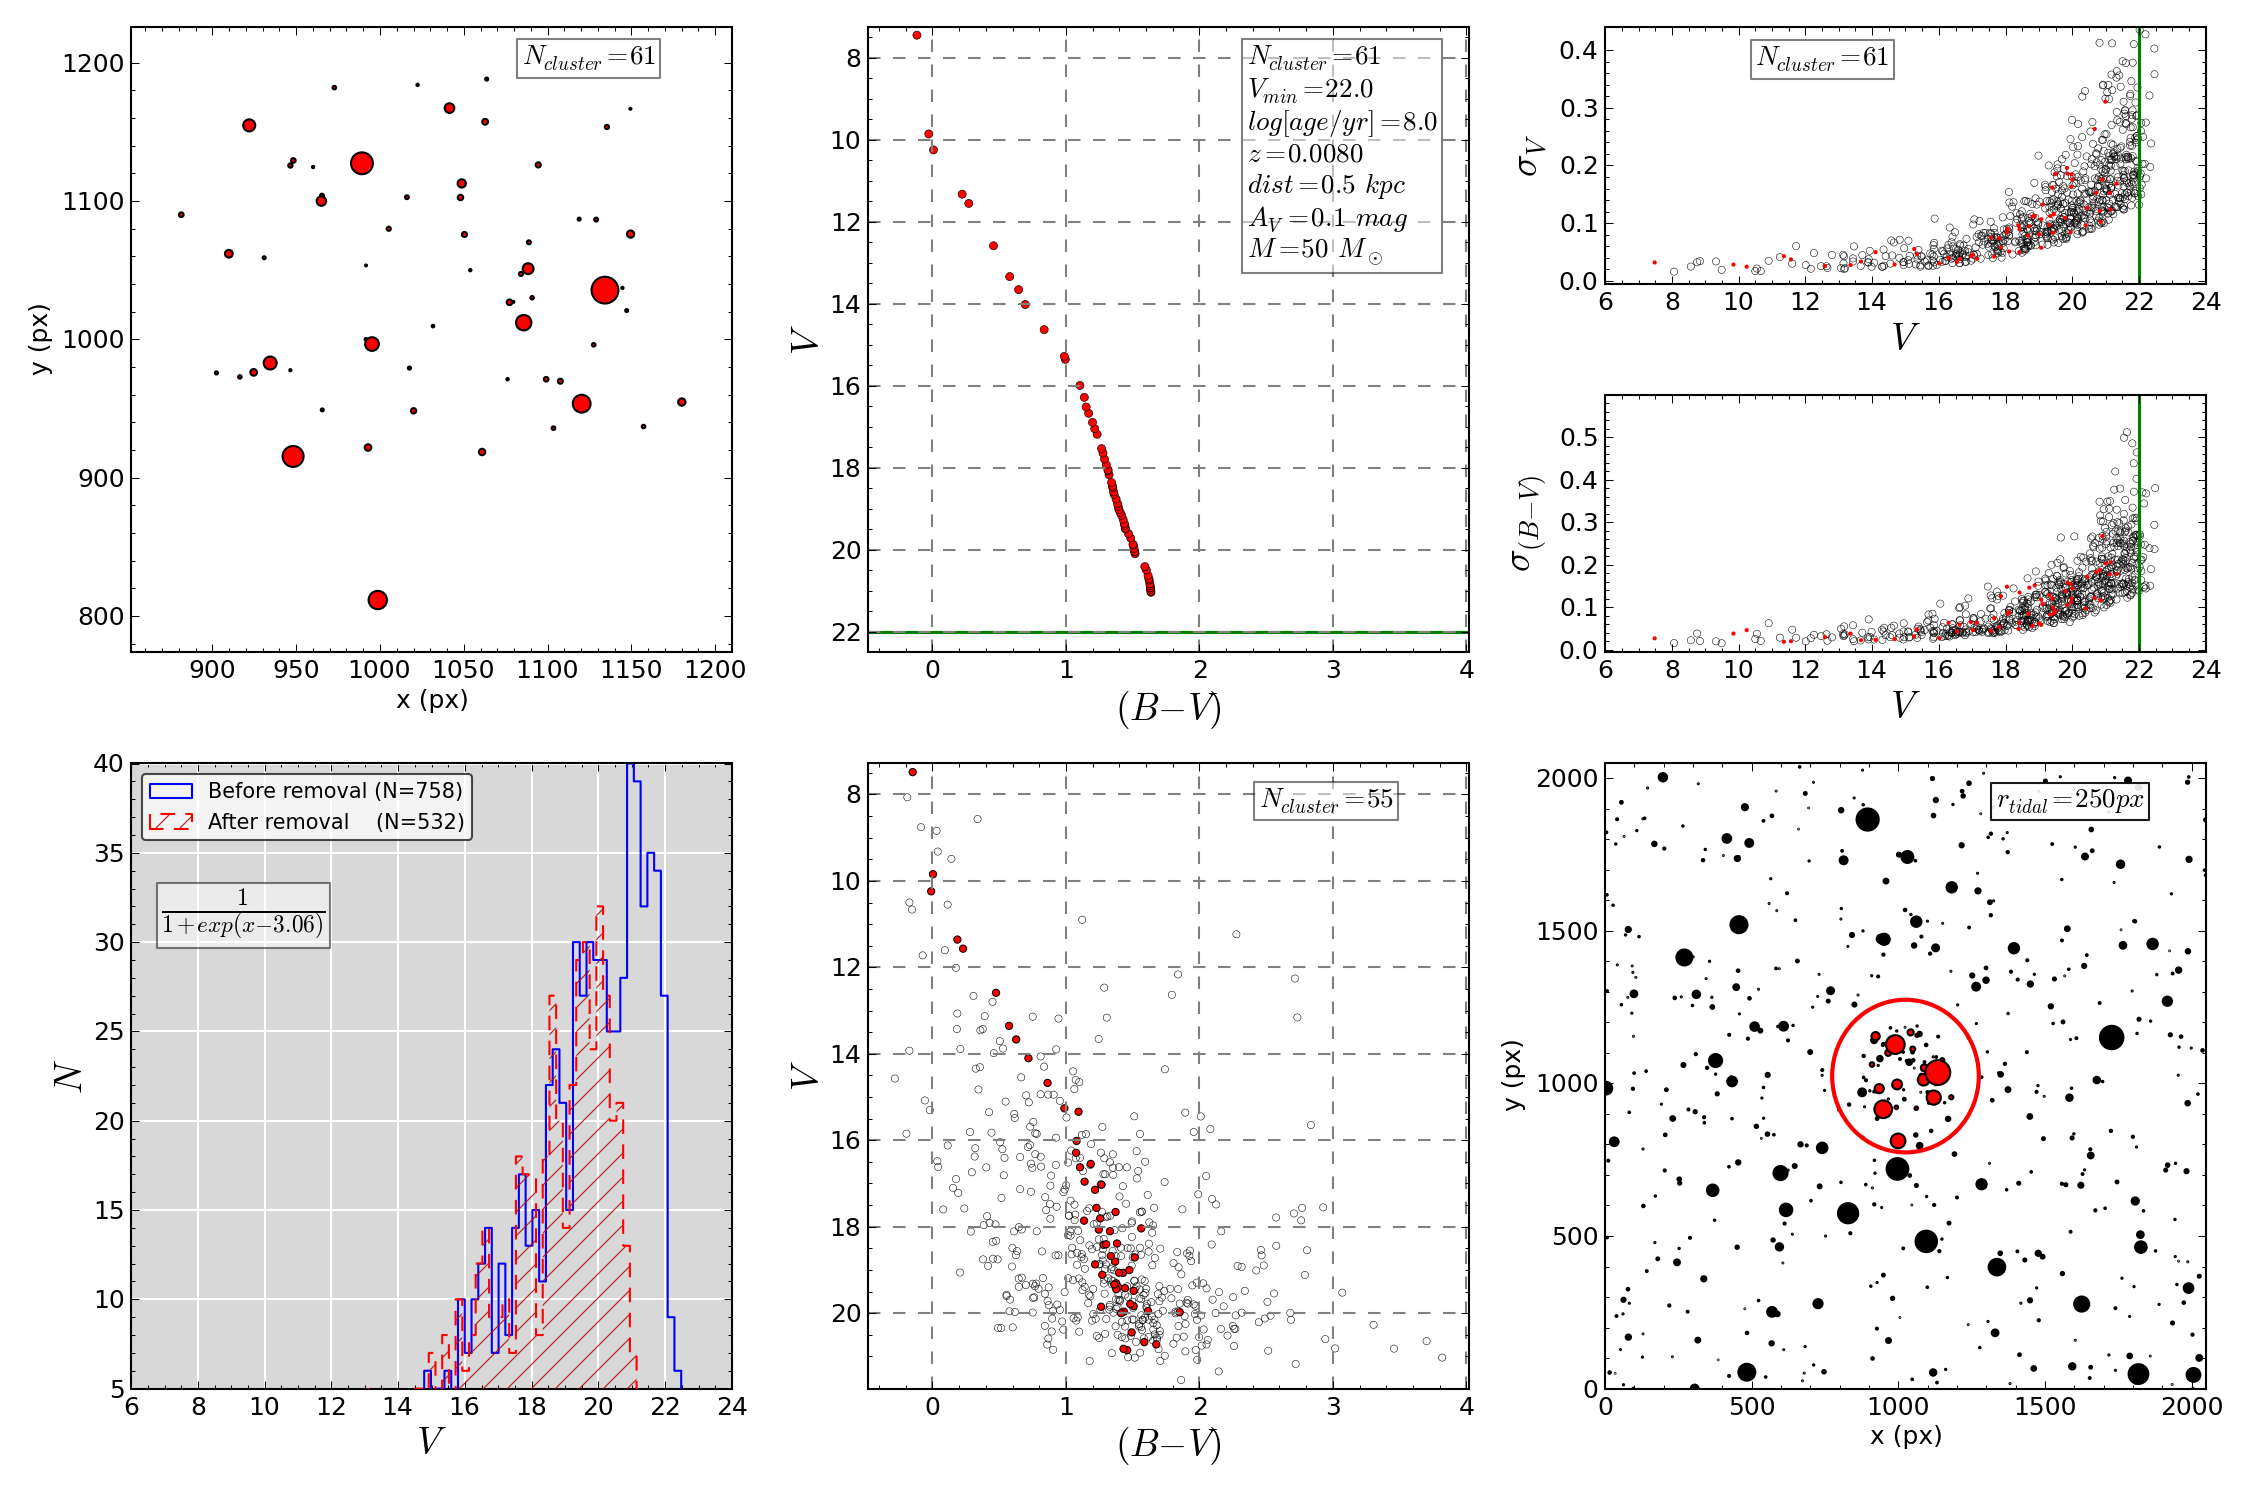 N_cluster=61
1200
1100
1000
900
800
y (px)
900 950 1000 1050 1100 1150 1200
x (px)
N_cluster=61
V_min=22.0
log[age/yr]=8.0
z=0.0080
dist=0.5 kpc
A_V=0.1 mag
M=50 M_⊙
8
10
12
14
16
18
20
22
V
0 1 2 3 4
(B−V)
N_cluster=61
0.4
0.3
0.2
0.1
0.0
σ_V
6 8 10 12 14 16 18 20 22 24
V
0.5
0.4
0.3
0.2
0.1
0.0
σ_(B−V)
6 8 10 12 14 16 18 20 22 24
V
Before removal (N=758)
After removal (N=532)
1
1+exp(x−3.06)
40
35
30
25
20
15
10
5
N
6 8 10 12 14 16 18 20 22 24
V
N_cluster=55
8
10
12
14
16
18
20
V
0 1 2 3 4
(B−V)
r_tidal=250px
2000
1500
1000
500
0
y (px)
0 500 1000 1500 2000
x (px)